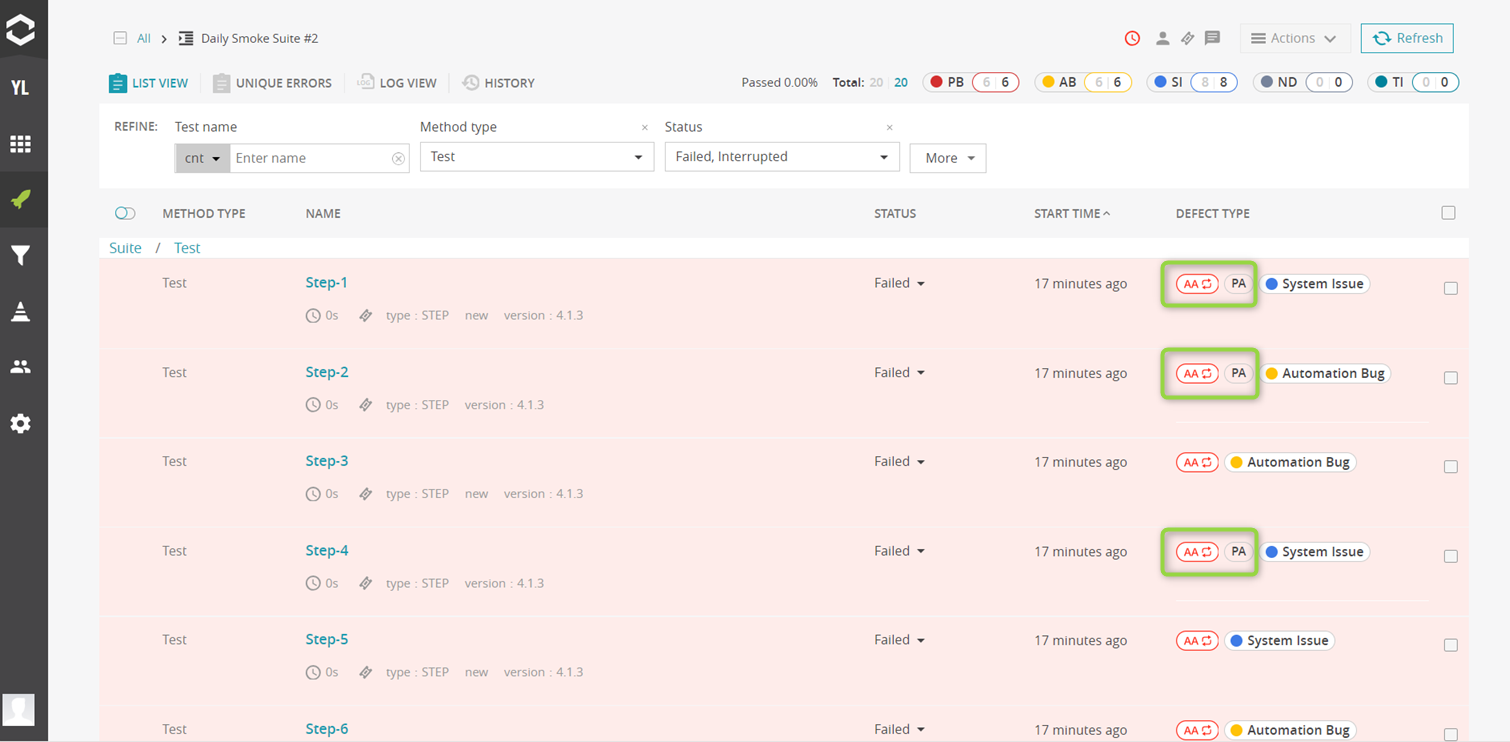 All > Daily Smoke Suite #2
Actions
Refresh
YL
LIST VIEW
UNIQUE ERRORS
LOG
LOG VIEW
HISTORY
Passed 0.00% Total: 20 20 PB 6 6 AB 6 6 SI 8 8 ND 0 0 TI 0 0
REFINE: Test name Method type × Status ×
cnt Enter name Test Failed, Interrupted More
METHOD TYPE NAME STATUS START TIME DEFECT TYPE
Suite / Test
Test Step-1 Failed 17 minutes ago AA PA System Issue
0s type : STEP new version : 4.1.3
Test Step-2 Failed 17 minutes ago AA PA Automation Bug
0s type : STEP version : 4.1.3
Test Step-3 Failed 17 minutes ago AA Automation Bug
0s type : STEP new version : 4.1.3
Test Step-4 Failed 17 minutes ago AA PA System Issue
0s type : STEP version : 4.1.3
Test Step-5 Failed 17 minutes ago AA System Issue
0s type : STEP new version : 4.1.3
Test Step-6 Failed 17 minutes ago AA Automation Bug